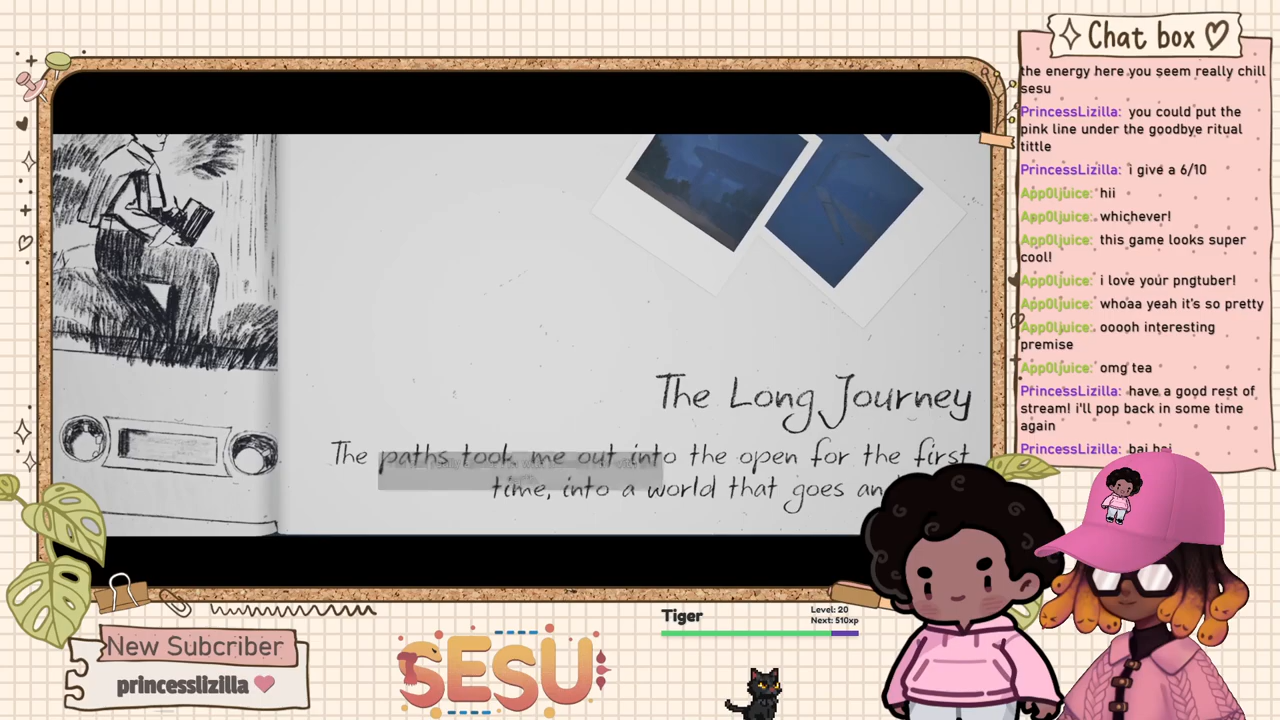 Chat box
the energy here you seem really chill
sesu
PrincessLizilla: you could put the
pink line under the goodbye ritual
tittle
PrincessLizilla: i give a 6/10
App0ljuice: hii
App0ljuice: whichever!
App0ljuice: this game looks super
cool!
App0ljuice: i love your pngtuber!
App0ljuice: whoaa yeah it's so pretty
App0ljuice: ooooh interesting
premise
App0ljuice: omg tea
PrincessLizilla: have a good rest of
stream! i'll pop back in some time
again
PrincessLizilla: bai bai
The Long Journey
The paths took me out into the open for the first
time, into a world that goes an
New Subcriber
princesslizilla
SESU
Tiger
Level: 20
Next: 510xp